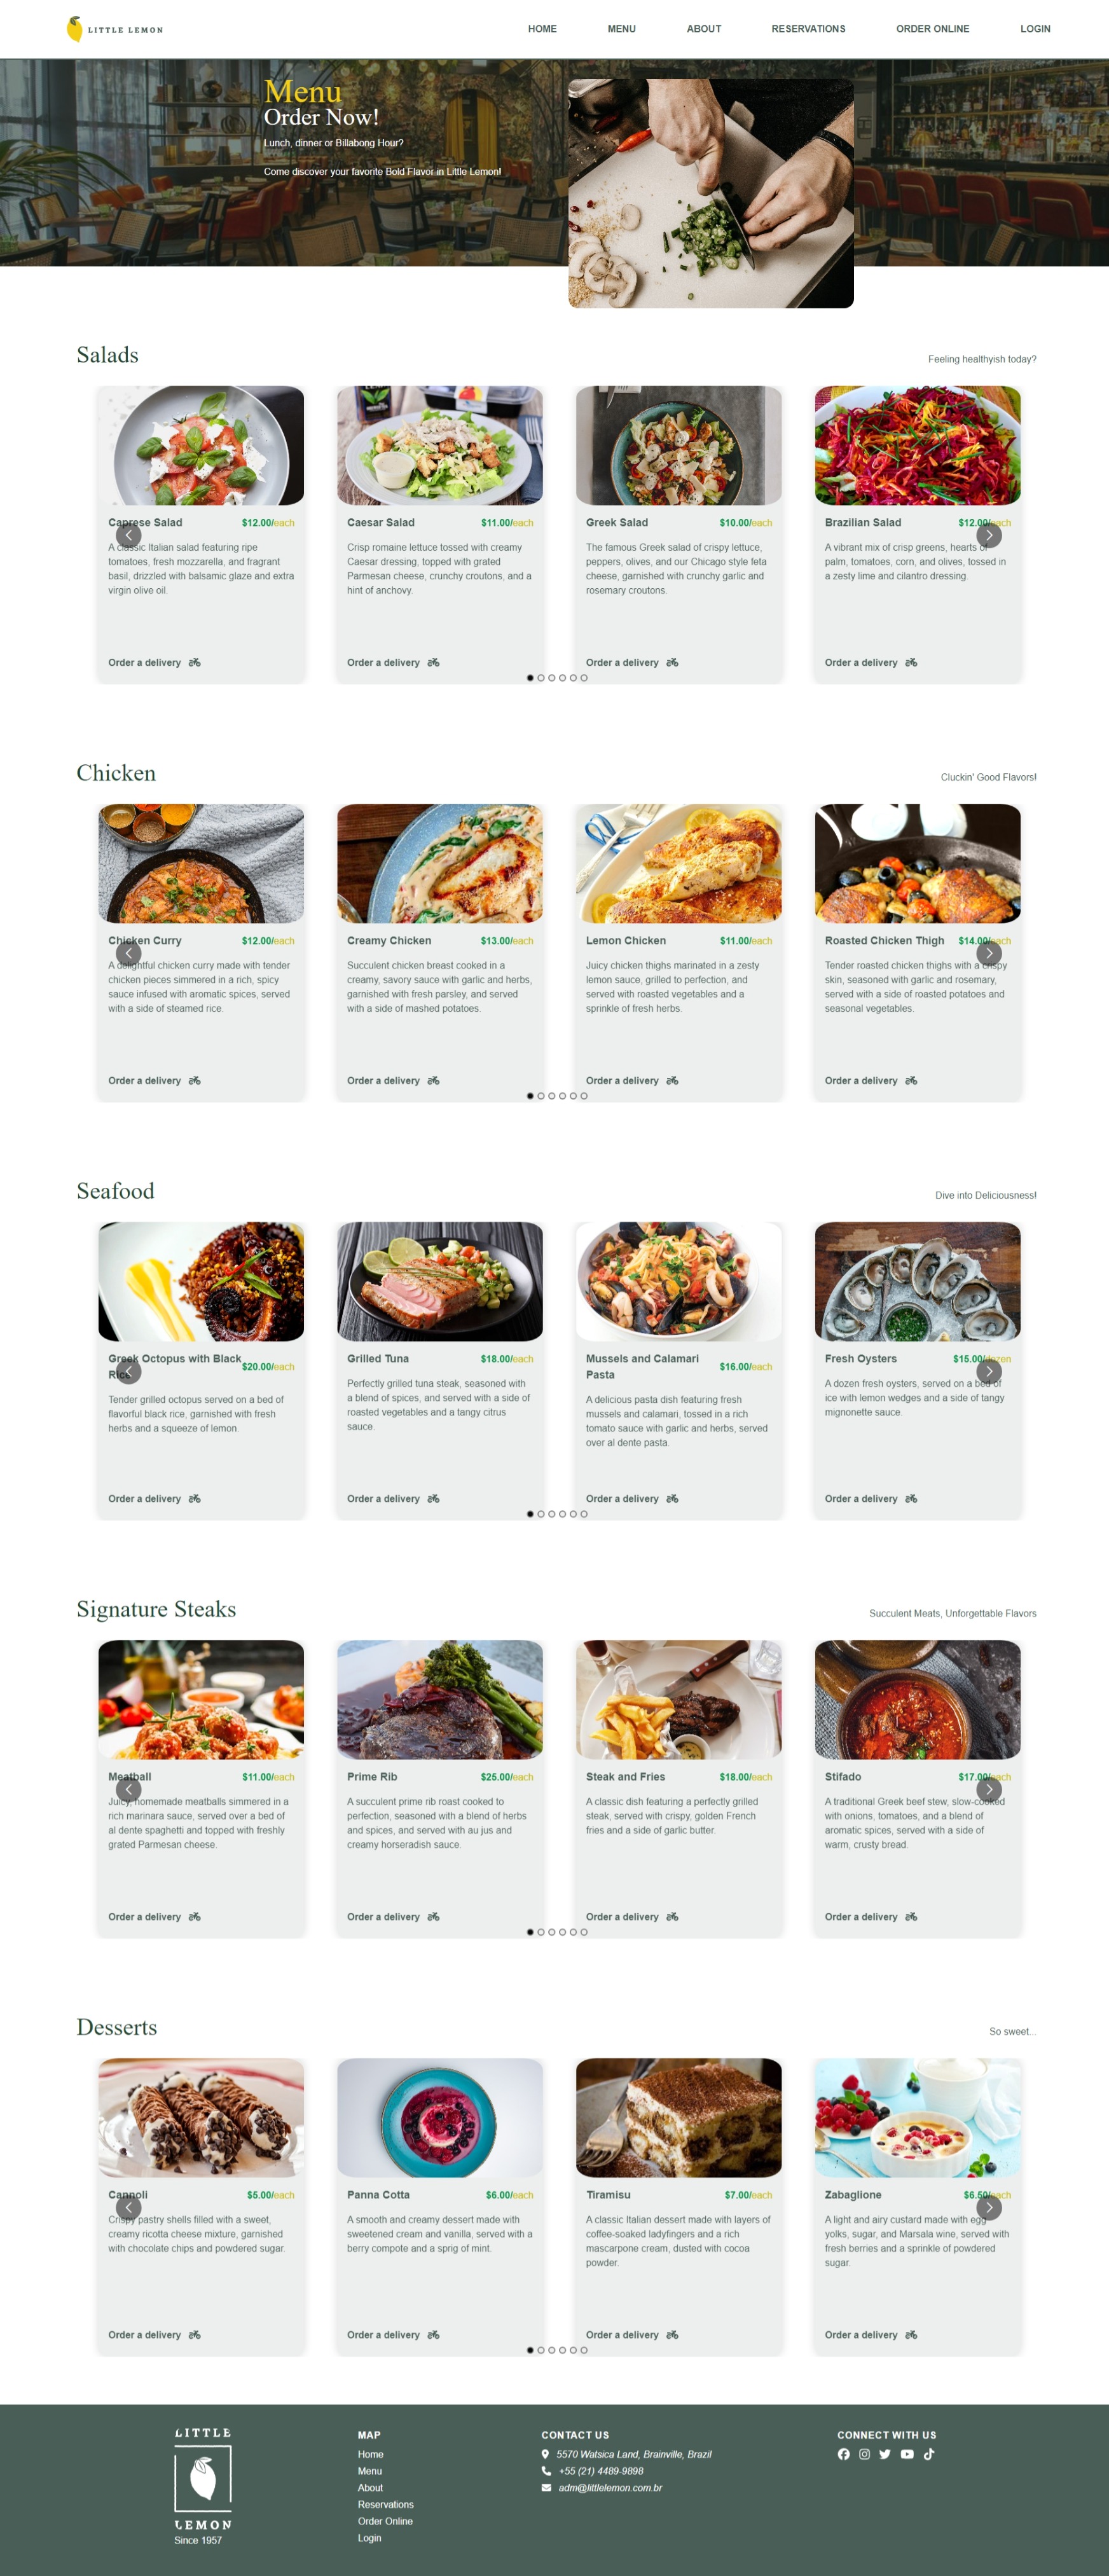 LITTLE LEMON
HOME MENU ABOUT RESERVATIONS ORDER ONLINE LOGIN
Menu
Order Now!
Lunch, dinner or Billabong Hour?
Come discover your favorite Bold Flavor in Little Lemon!
Salads
Feeling healthyish today?
Caprese Salad $12.00/each
A classic Italian salad featuring ripe
tomatoes, fresh mozzarella, and fragrant
basil, drizzled with balsamic glaze and extra
virgin olive oil.
Order a delivery
Caesar Salad $11.00/each
Crisp romaine lettuce tossed with creamy
Caesar dressing, topped with grated
Parmesan cheese, crunchy croutons, and a
hint of anchovy.
Order a delivery
Greek Salad $10.00/each
The famous Greek salad of crispy lettuce,
peppers, olives, and our Chicago style feta
cheese, garnished with crunchy garlic and
rosemary croutons.
Order a delivery
Brazilian Salad $12.00/each
A vibrant mix of crisp greens, hearts of
palm, tomatoes, corn, and olives, tossed in
a zesty lime and cilantro dressing.
Order a delivery
Chicken
Cluckin' Good Flavors!
Chicken Curry $12.00/each
A delightful chicken curry made with tender
chicken pieces simmered in a rich, spicy
sauce infused with aromatic spices, served
with a side of steamed rice.
Order a delivery
Creamy Chicken $13.00/each
Succulent chicken breast cooked in a
creamy, savory sauce with garlic and herbs,
garnished with fresh parsley, and served
with a side of mashed potatoes.
Order a delivery
Lemon Chicken $11.00/each
Juicy chicken thighs marinated in a zesty
lemon sauce, grilled to perfection, and
served with roasted vegetables and a
sprinkle of fresh herbs.
Order a delivery
Roasted Chicken Thigh $14.00/each
Tender roasted chicken thighs with a crispy
skin, seasoned with garlic and rosemary,
served with a side of roasted potatoes and
seasonal vegetables.
Order a delivery
Seafood
Dive into Deliciousness!
Greek Octopus with Black
Rice
$20.00/each
Tender grilled octopus served on a bed of
flavorful black rice, garnished with fresh
herbs and a squeeze of lemon.
Order a delivery
Grilled Tuna $18.00/each
Perfectly grilled tuna steak, seasoned with
a blend of spices, and served with a side of
roasted vegetables and a tangy citrus
sauce.
Order a delivery
Mussels and Calamari
Pasta
$16.00/each
A delicious pasta dish featuring fresh
mussels and calamari, tossed in a rich
tomato sauce with garlic and herbs, served
over al dente pasta.
Order a delivery
Fresh Oysters $15.00/dozen
A dozen fresh oysters, served on a bed of
ice with lemon wedges and a side of tangy
mignonette sauce.
Order a delivery
Signature Steaks
Succulent Meats, Unforgettable Flavors
Meatball $11.00/each
Juicy, homemade meatballs simmered in a
rich marinara sauce, served over a bed of
al dente spaghetti and topped with freshly
grated Parmesan cheese.
Order a delivery
Prime Rib $25.00/each
A succulent prime rib roast cooked to
perfection, seasoned with a blend of herbs
and spices, and served with au jus and
creamy horseradish sauce.
Order a delivery
Steak and Fries $18.00/each
A classic dish featuring a perfectly grilled
steak, served with crispy, golden French
fries and a side of garlic butter.
Order a delivery
Stifado $17.00/each
A traditional Greek beef stew, slow-cooked
with onions, tomatoes, and a blend of
aromatic spices, served with a side of
warm, crusty bread.
Order a delivery
Desserts
So sweet...
Cannoli $5.00/each
Crispy pastry shells filled with a sweet,
creamy ricotta cheese mixture, garnished
with chocolate chips and powdered sugar.
Order a delivery
Panna Cotta $6.00/each
A smooth and creamy dessert made with
sweetened cream and vanilla, served with a
berry compote and a sprig of mint.
Order a delivery
Tiramisu $7.00/each
A classic Italian dessert made with layers of
coffee-soaked ladyfingers and a rich
mascarpone cream, dusted with cocoa
powder.
Order a delivery
Zabaglione $6.50/each
A light and airy custard made with egg
yolks, sugar, and Marsala wine, served with
fresh berries and a sprinkle of powdered
sugar.
Order a delivery
LITTLE
LEMON
Since 1957
MAP
Home
Menu
About
Reservations
Order Online
Login
CONTACT US
5570 Watsica Land, Brainville, Brazil
+55 (21) 4489-9898
adm@littlelemon.com.br
CONNECT WITH US